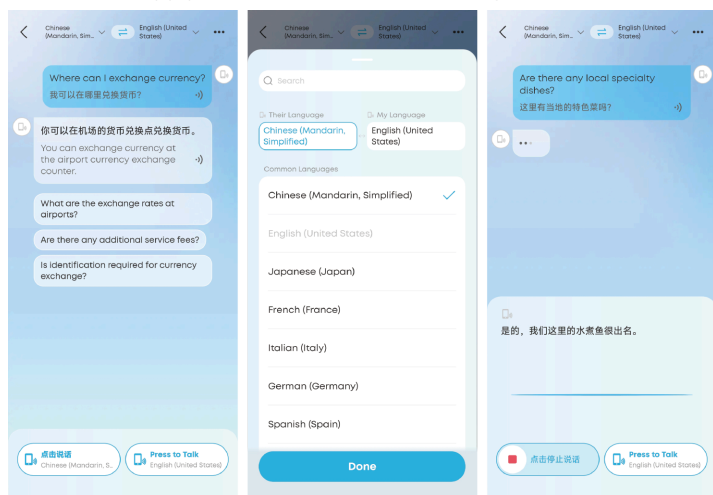 Chinese
(Mandarin, Sim...
English (United
States)
Where can I exchange currency?
我可以在哪里兑换货币？
你可以在机场的货币兑换点兑换货币。
You can exchange currency at
the airport currency exchange
counter.
What are the exchange rates at
airports?
Are there any additional service fees?
Is identification required for currency
exchange?
点击说话
Chinese (Mandarin, S...
Press to Talk
English (United States)
Chinese
(Mandarin, Sim...
English (United
States)
Search
Their Language
My Language
Chinese (Mandarin,
Simplified)
English (United
States)
Common Languages
Chinese (Mandarin, Simplified)
English (United States)
Japanese (Japan)
French (France)
Italian (Italy)
German (Germany)
Spanish (Spain)
Done
Chinese
(Mandarin, Sim...
English (United
States)
Are there any local specialty
dishes?
这里有当地的特色菜吗？
是的，我们这里的水煮鱼很出名。
点击停止说话
Press to Talk
English (United States)